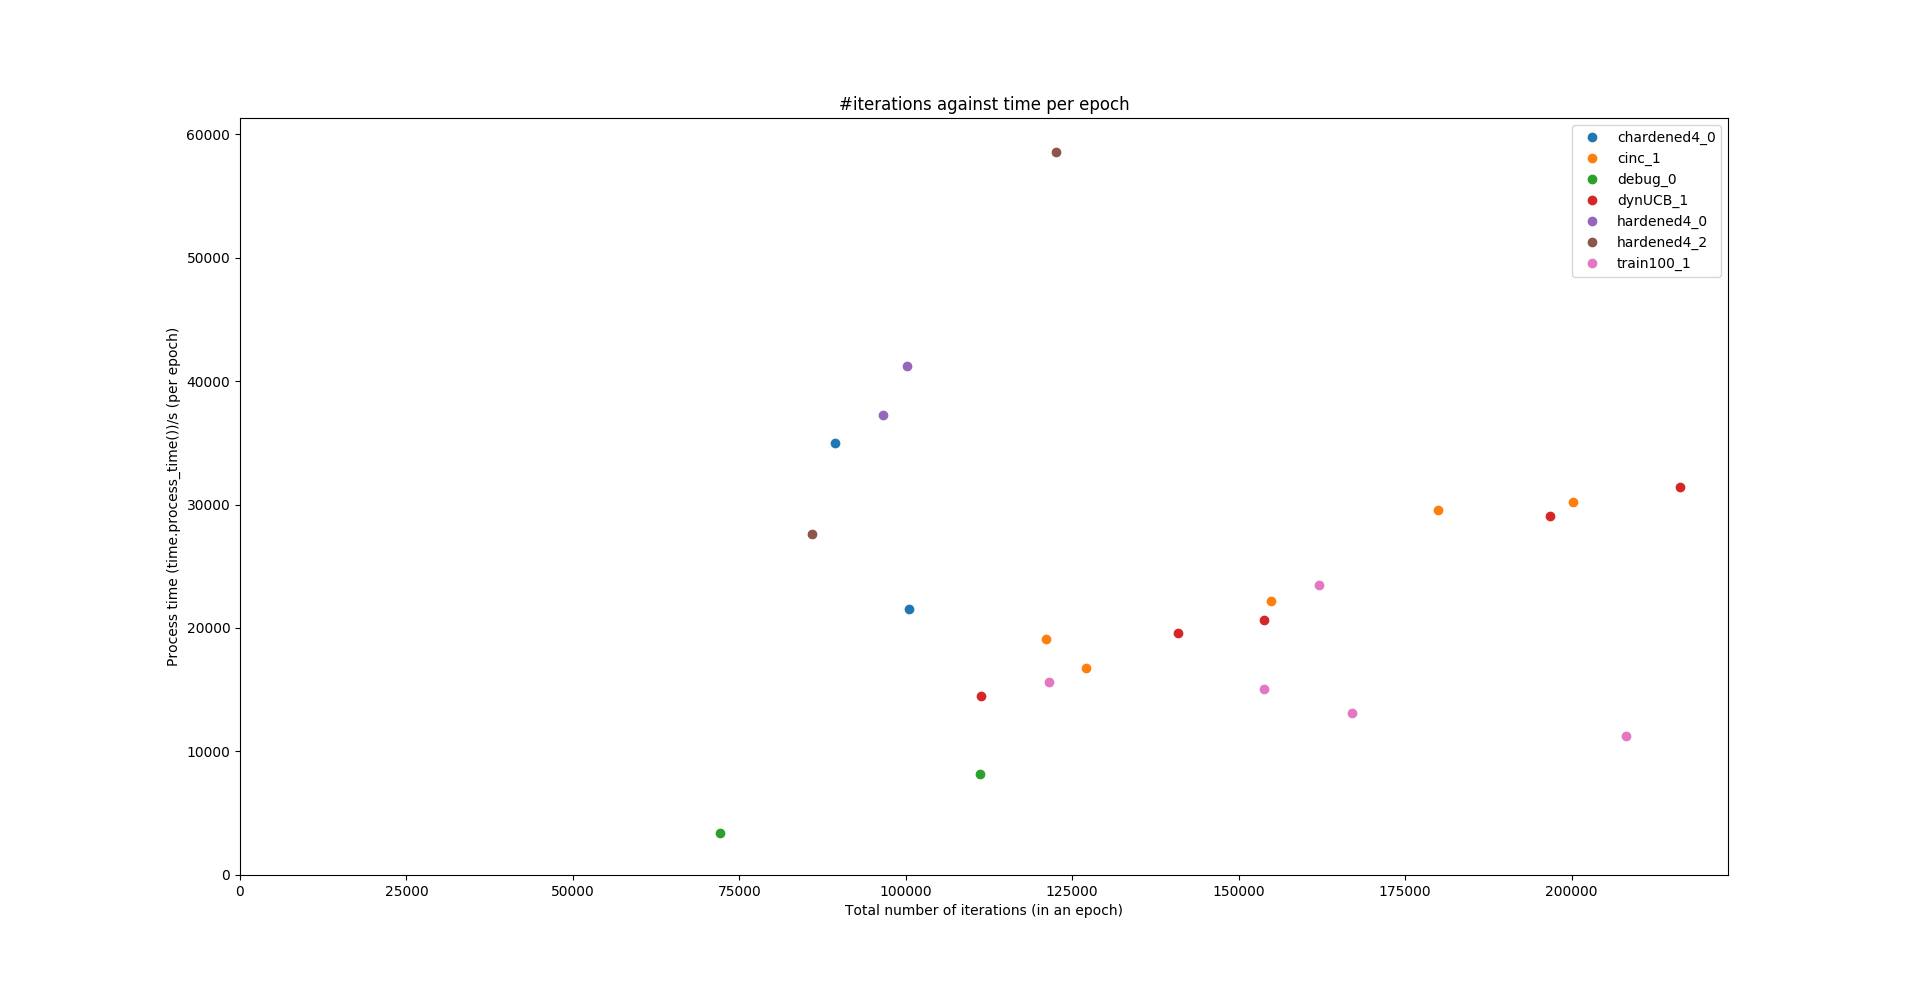 #iterations against time per epoch
60000
50000
40000
30000
20000
10000
0
Process time (time.process_time())/s (per epoch)
chardened4_0
cinc_1
debug_0
dynUCB_1
hardened4_0
hardened4_2
train100_1
0 25000 50000 75000 100000 125000 150000 175000 200000
Total number of iterations (in an epoch)